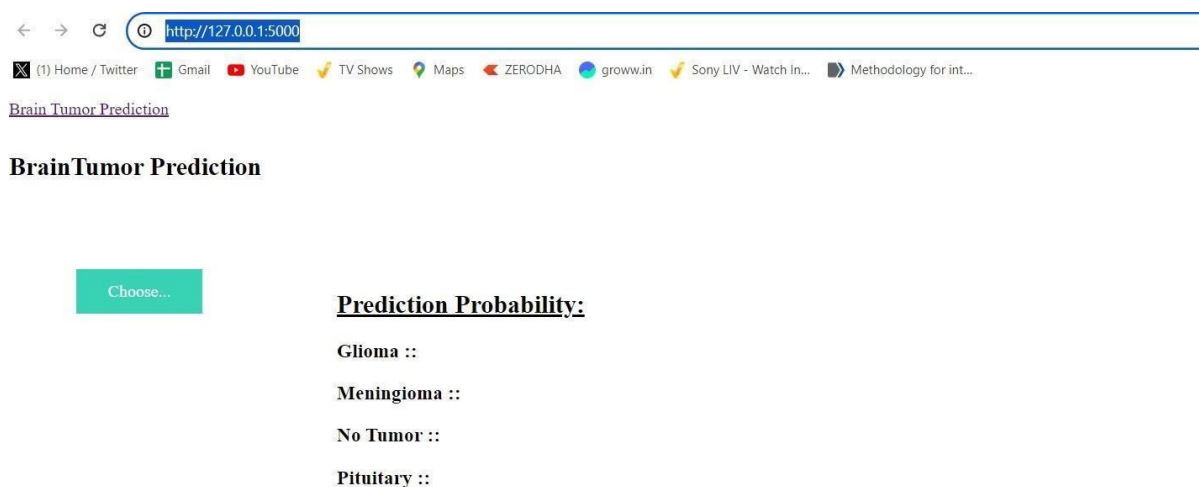 http://127.0.0.1:5000
(1) Home / Twitter Gmail YouTube TV Shows Maps ZERODHA groww.in Sony LIV - Watch In... Methodology for int...
Brain Tumor Prediction
BrainTumor Prediction
Choose...
Prediction Probability:
Glioma ::
Meningioma ::
No Tumor ::
Pituitary ::